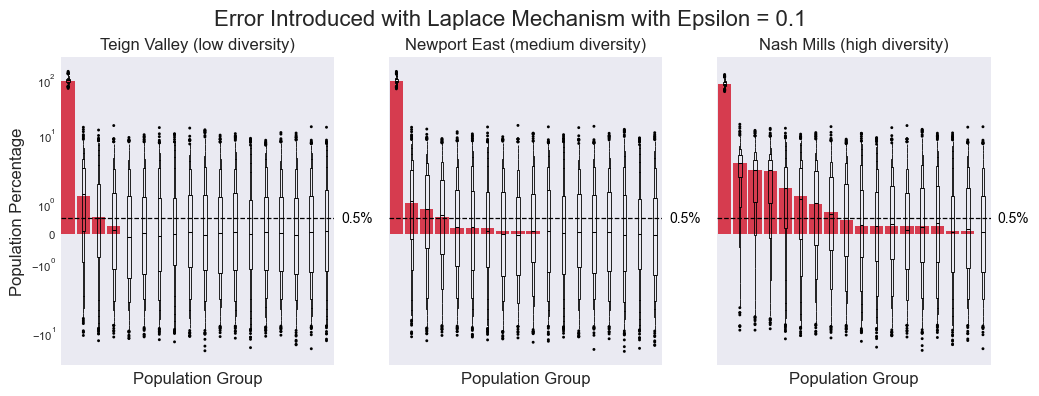 Error Introduced with Laplace Mechanism with Epsilon = 0.1
Teign Valley (low diversity)
Newport East (medium diversity)
Nash Mills (high diversity)
Population Percentage
10²
10¹
10⁰
0
−10⁰
−10¹
0.5%
0.5%
0.5%
Population Group
Population Group
Population Group